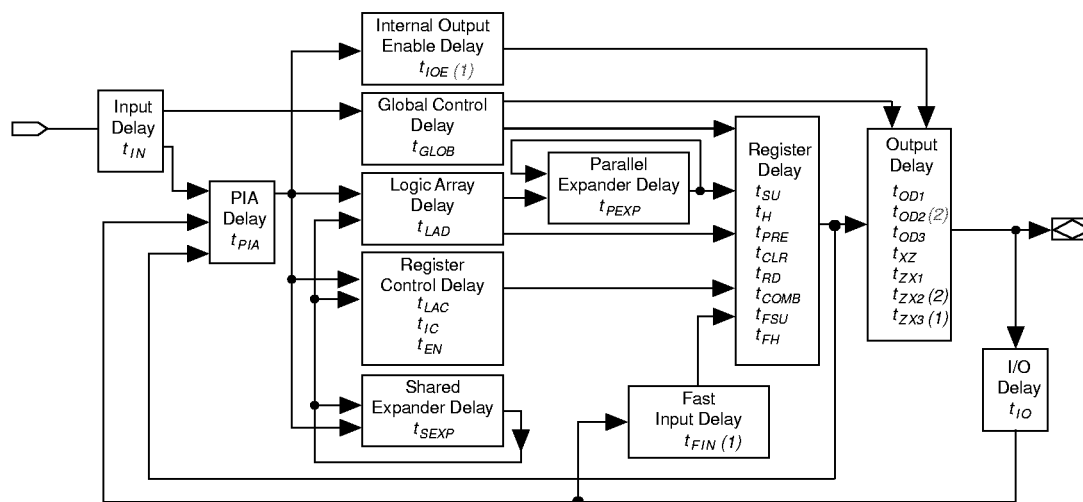 Internal Output
Enable Delay
tIOE (1)
Input
Delay
tIN
Global Control
Delay
tGLOB
PIA
Delay
tPIA
Logic Array
Delay
tLAD
Parallel
Expander Delay
tPEXP
Register
Control Delay
tLAC
tIC
tEN
Shared
Expander Delay
tSEXP
Fast
Input Delay
tFIN (1)
Register
Delay
tSU
tH
tPRE
tCLR
tRD
tCOMB
tFSU
tFH
Output
Delay
tOD1
tOD2 (2)
tOD3
tXZ
tZX1
tZX2 (2)
tZX3 (1)
I/O
Delay
tIO